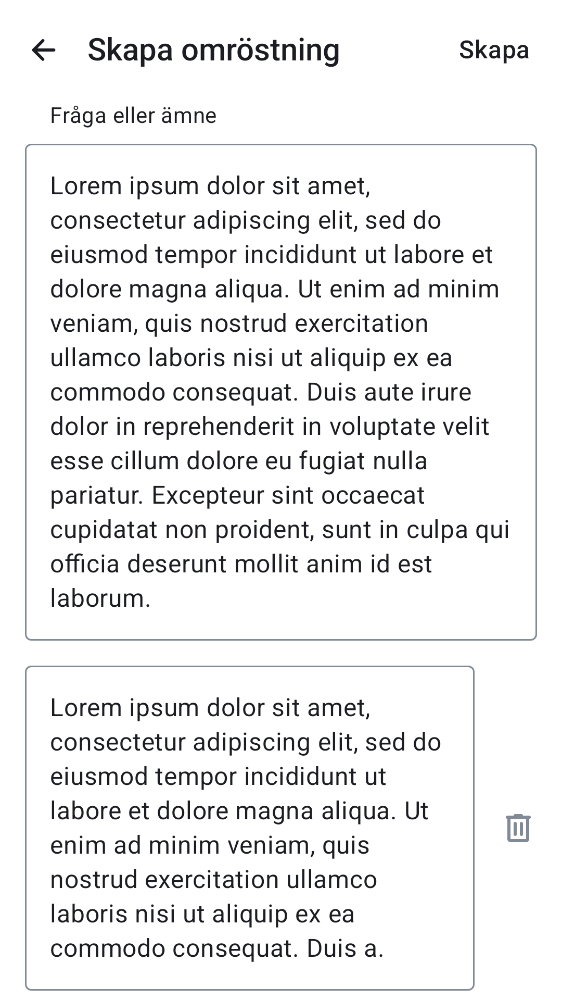 Skapa omröstning
Skapa
Fråga eller ämne
Lorem ipsum dolor sit amet,
consectetur adipiscing elit, sed do
eiusmod tempor incididunt ut labore et
dolore magna aliqua. Ut enim ad minim
veniam, quis nostrud exercitation
ullamco laboris nisi ut aliquip ex ea
commodo consequat. Duis aute irure
dolor in reprehenderit in voluptate velit
esse cillum dolore eu fugiat nulla
pariatur. Excepteur sint occaecat
cupidatat non proident, sunt in culpa qui
officia deserunt mollit anim id est
laborum.
Lorem ipsum dolor sit amet,
consectetur adipiscing elit, sed do
eiusmod tempor incididunt ut
labore et dolore magna aliqua. Ut
enim ad minim veniam, quis
nostrud exercitation ullamco
laboris nisi ut aliquip ex ea
commodo consequat. Duis a.